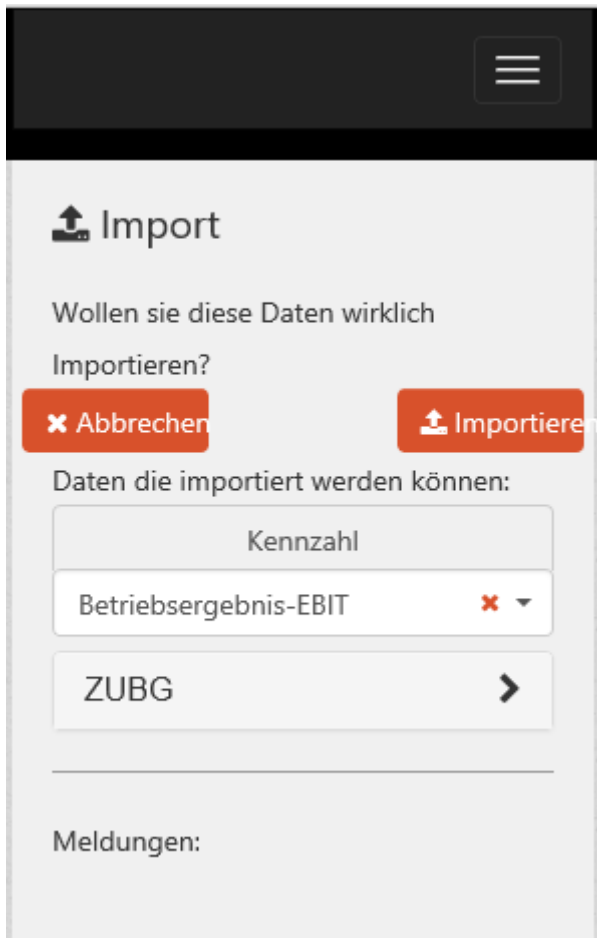 Import
Wollen sie diese Daten wirklich
Importieren?
Abbrechen
Importieren
Daten die importiert werden können:
Kennzahl
Betriebsergebnis-EBIT
ZUBG
Meldungen: